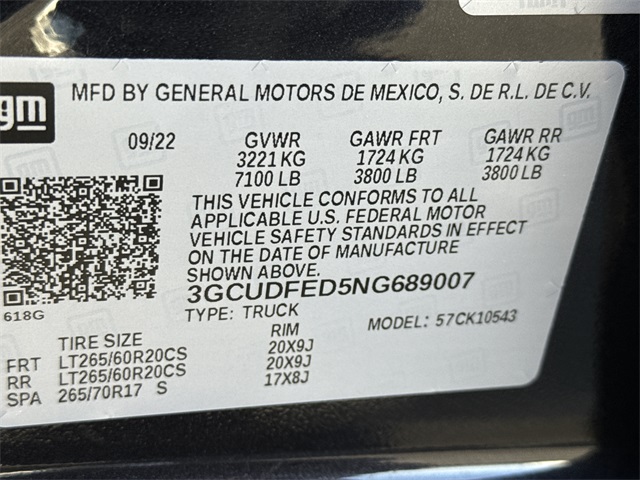 gm
MFD BY GENERAL MOTORS DE MEXICO, S. DE R.L. DE C.V.
09/22 GVWR GAWR FRT GAWR RR
3221 KG 1724 KG 1724 KG
7100 LB 3800 LB 3800 LB
THIS VEHICLE CONFORMS TO ALL
APPLICABLE U.S. FEDERAL MOTOR
VEHICLE SAFETY STANDARDS IN EFFECT
ON THE DATE OF MANUFACTURE
SHOWN ABOVE.
3GCUDFED5NG689007
618G
TYPE: TRUCK MODEL: 57CK10543
TIRE SIZE RIM
FRT LT265/60R20CS 20X9J
RR LT265/60R20CS 20X9J
SPA 265/70R17 S 17X8J